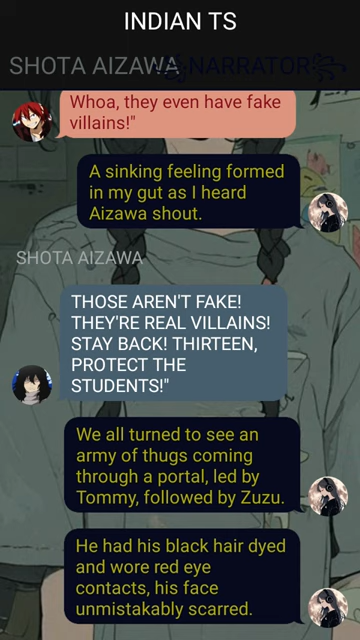 INDIAN TS
SHOTA AIZAWA
NARRATOR
Whoa, they even have fake
villains!"
A sinking feeling formed
in my gut as I heard
Aizawa shout.
SHOTA AIZAWA
THOSE AREN'T FAKE!
THEY'RE REAL VILLAINS!
STAY BACK! THIRTEEN,
PROTECT THE
STUDENTS!"
We all turned to see an
army of thugs coming
through a portal, led by
Tommy, followed by Zuzu.
He had his black hair dyed
and wore red eye
contacts, his face
unmistakably scarred.